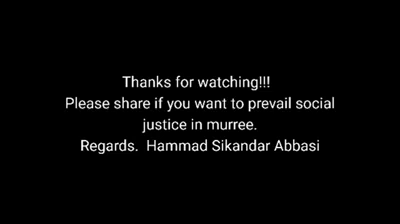 Thanks for watching!!!
Please share if you want to prevail social
justice in murree.
Regards.  Hammad Sikandar Abbasi